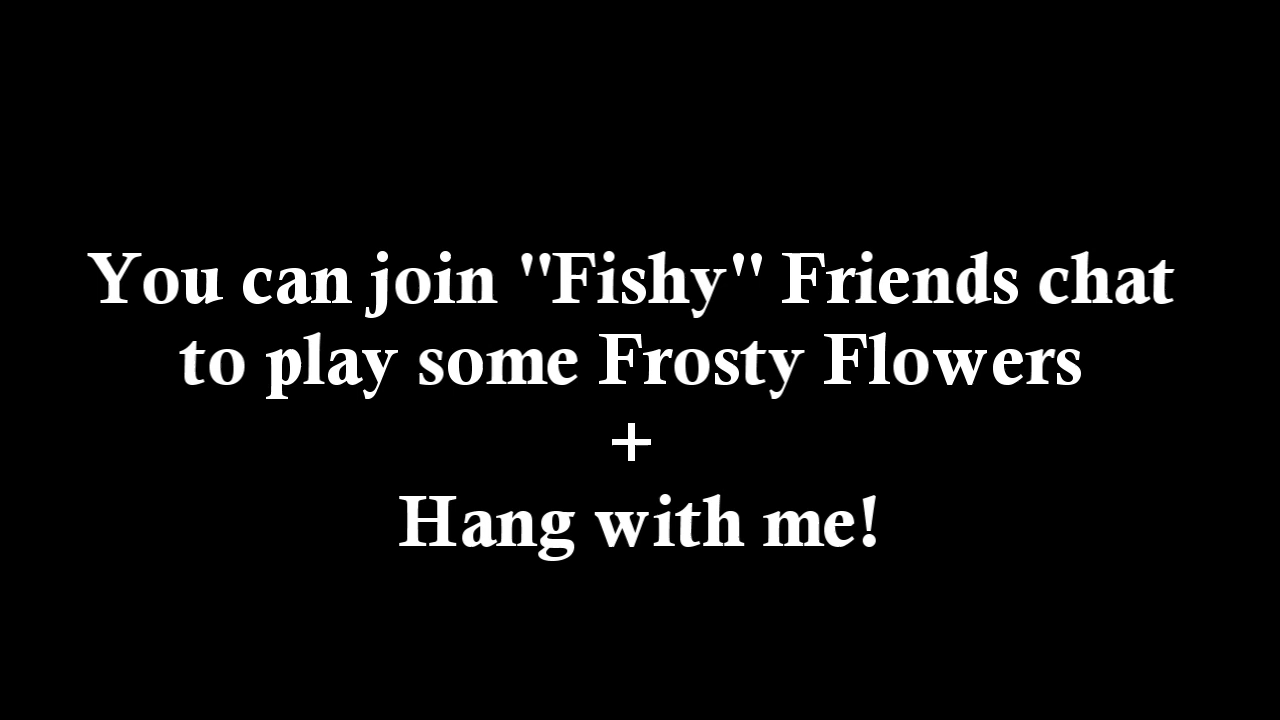 You can join "Fishy" Friends chat
to play some Frosty Flowers
+
Hang with me!